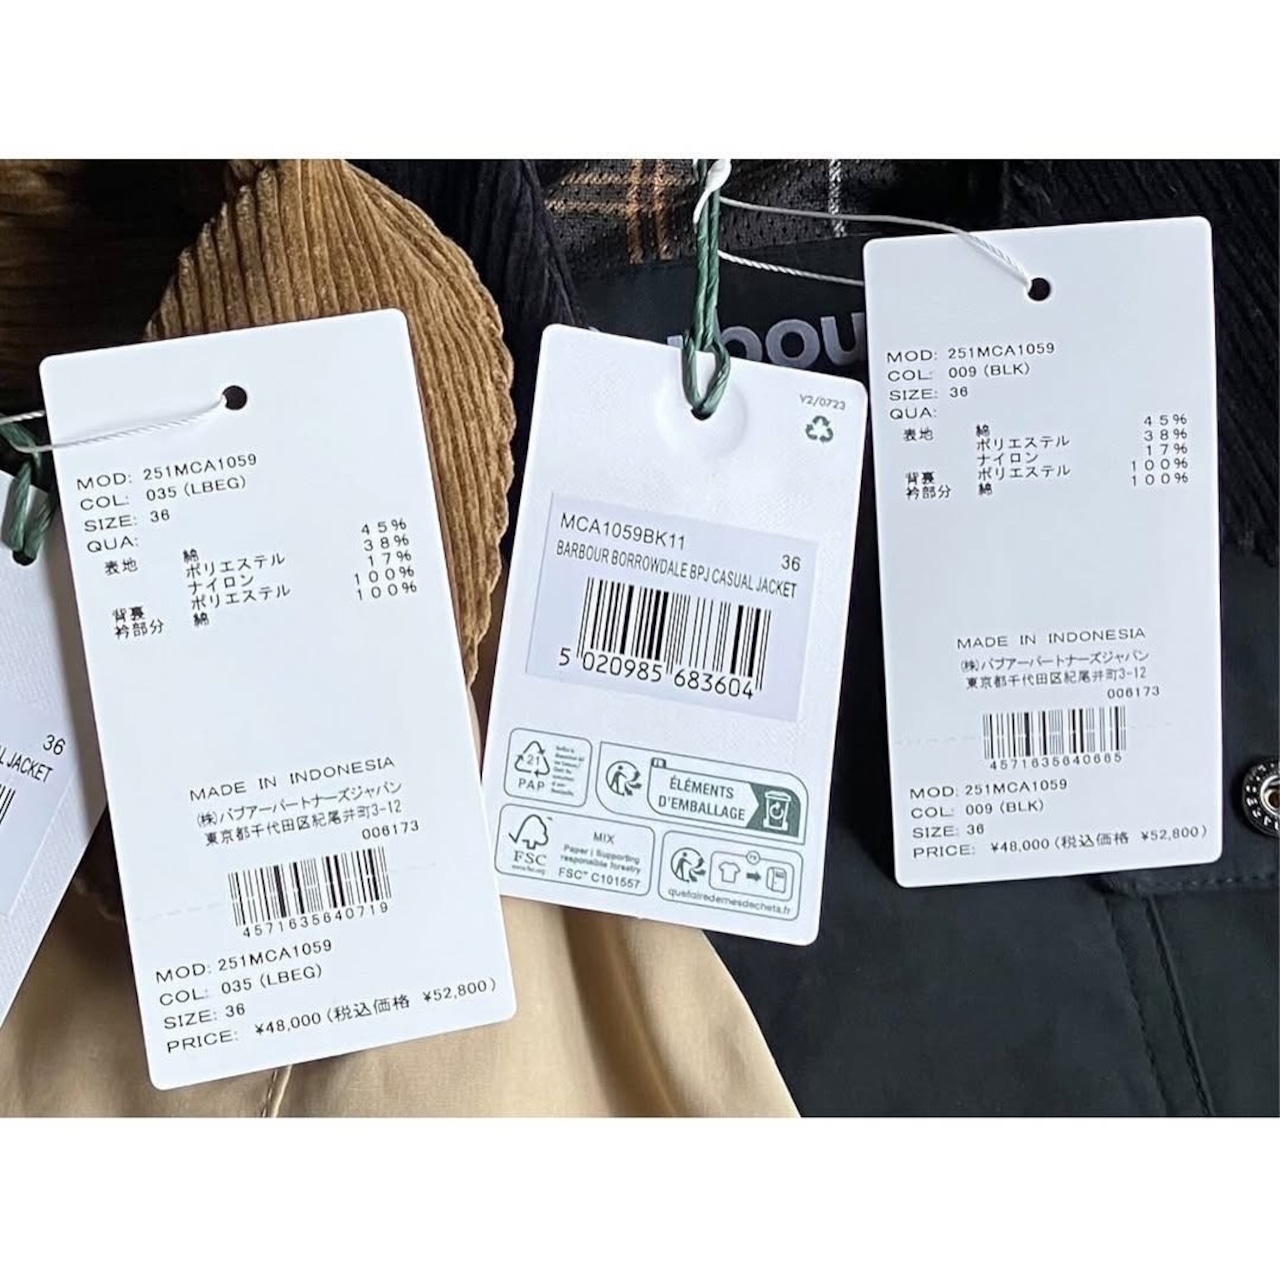 MOD: 251MCA1059
COL: 035 (LBEG)
SIZE: 36
QUA:
表地 綿 45%
ポリエステル 38%
ナイロン 17%
背裏 ポリエステル 100%
衿部分 綿 100%
MADE IN INDONESIA
(株)バブアーパートナーズジャパン
東京都千代田区紀尾井町3-12
006173
4571635640719
MOD: 251MCA1059
COL: 035 (LBEG)
SIZE: 36
PRICE: ¥48,000 (税込価格 ¥52,800)
36
L JACKET
Y2/0723
MCA1059BK11
36
BARBOUR BORROWDALE BPJ CASUAL JACKET
5 020985 683604
21
PAP
FR
ÉLÉMENTS
D'EMBALLAGE
FSC
www.fsc.org
MIX
Paper | Supporting
responsible forestry
FSC™ C101557
FR
quefairedemesdechets.fr
MOD: 251MCA1059
COL: 009 (BLK)
SIZE: 36
QUA:
表地 綿 45%
ポリエステル 38%
ナイロン 17%
背裏 ポリエステル 100%
衿部分 綿 100%
MADE IN INDONESIA
(株)バブアーパートナーズジャパン
東京都千代田区紀尾井町3-12
006173
4571635640665
MOD: 251MCA1059
COL: 009 (BLK)
SIZE: 36
PRICE: ¥48,000 (税込価格 ¥52,800)